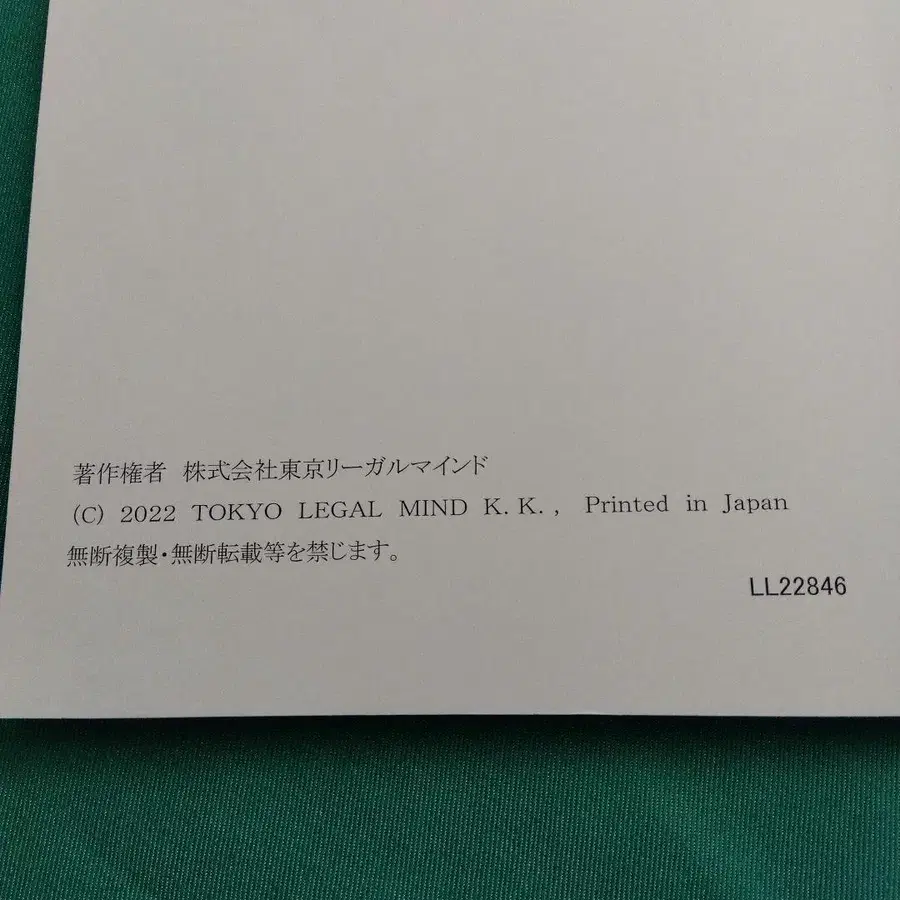 著作権者 株式会社東京リーガルマインド
(C) 2022 TOKYO LEGAL MIND K.K., Printed in Japan
無断複製・無断転載等を禁じます。
LL22846